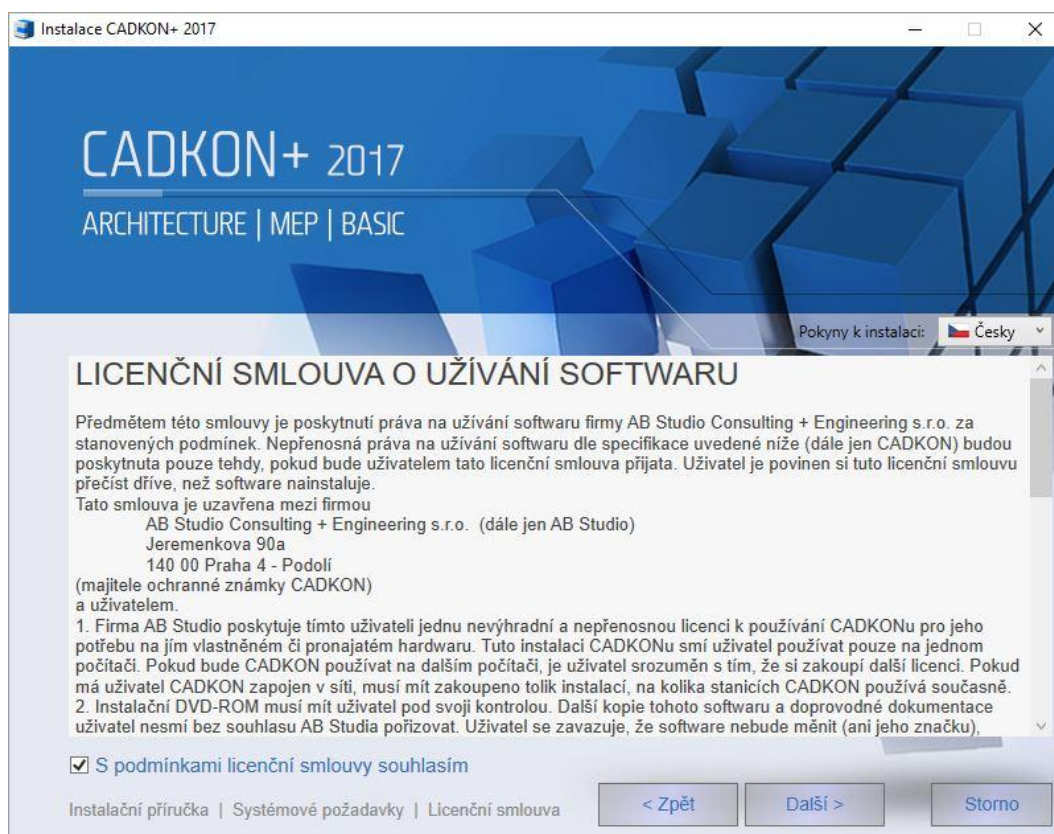 Instalace CADKON+ 2017
CADKON+ 2017
ARCHITECTURE | MEP | BASIC
Pokyny k instalaci:
Česky
LICENČNÍ SMLOUVA O UŽÍVÁNÍ SOFTWARU
Předmětem této smlouvy je poskytnutí práva na užívání softwaru firmy AB Studio Consulting + Engineering s.r.o. za
stanovených podmínek. Nepřenosná práva na užívání softwaru dle specifikace uvedené níže (dále jen CADKON) budou
poskytnuta pouze tehdy, pokud bude uživatelem tato licenční smlouva přijata. Uživatel je povinen si tuto licenční smlouvu
přečíst dříve, než software nainstaluje.
Tato smlouva je uzavřena mezi firmou
AB Studio Consulting + Engineering s.r.o. (dále jen AB Studio)
Jeremenkova 90a
140 00 Praha 4 - Podolí
(majitele ochranné známky CADKON)
a uživatelem.
1. Firma AB Studio poskytuje tímto uživateli jednu nevýhradní a nepřenosnou licenci k používání CADKONu pro jeho
potřebu na jím vlastněném či pronajatém hardwaru. Tuto instalaci CADKONu smí uživatel používat pouze na jednom
počítači. Pokud bude CADKON používat na dalším počítači, je uživatel srozuměn s tím, že si zakoupí další licenci. Pokud
má uživatel CADKON zapojen v síti, musí mít zakoupeno tolik instalací, na kolika stanicích CADKON používá současně.
2. Instalační DVD-ROM musí mít uživatel pod svoji kontrolou. Další kopie tohoto softwaru a doprovodné dokumentace
uživatel nesmí bez souhlasu AB Studia pořizovat. Uživatel se zavazuje, že software nebude měnit (ani jeho značku),
S podmínkami licenční smlouvy souhlasím
Instalační příručka | Systémové požadavky | Licenční smlouva
< Zpět
Další >
Storno